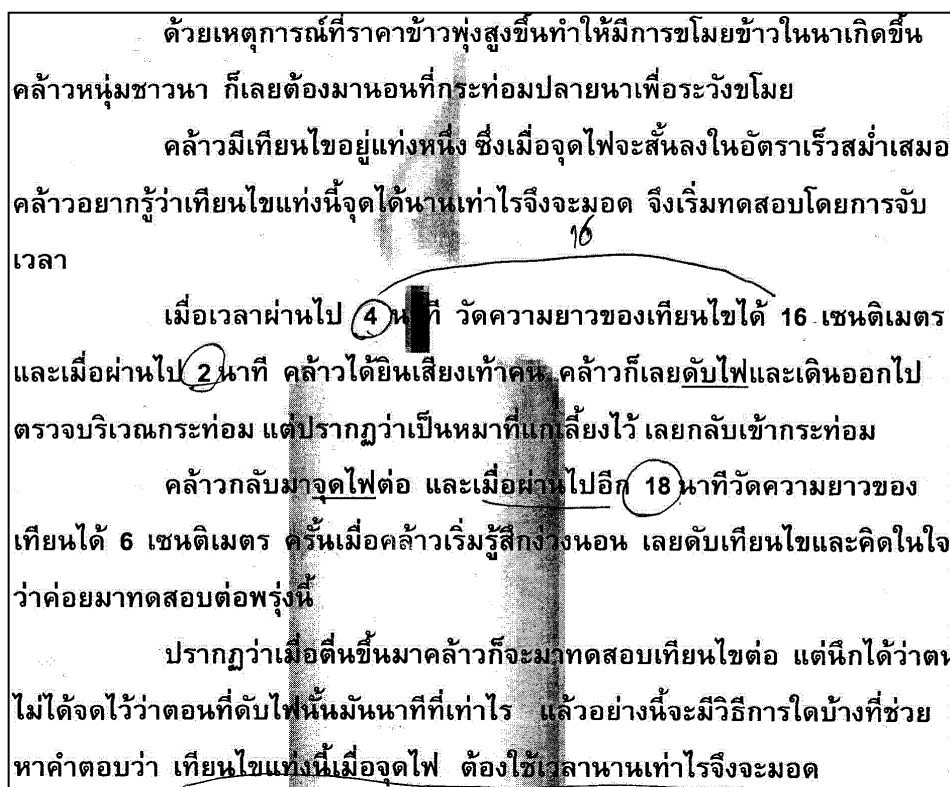 ด้วยเหตุการณ์ที่ราคาข้าวพุ่งสูงขึ้นทำให้มีการขโมยข้าวในนาเกิดขึ้น
คล้าวหนุ่มชาวนา ก็เลยต้องมานอนที่กระท่อมปลายนาเพื่อระวังขโมย
คล้าวมีเทียนไขอยู่แท่งหนึ่ง ซึ่งเมื่อจุดไฟจะสั้นลงในอัตราเร็วสม่ำเสมอ
คล้าวอยากรู้ว่าเทียนไขแท่งนี้จุดได้นานเท่าไรจึงจะมอด จึงเริ่มทดสอบโดยการจับ
เวลา
16
เมื่อเวลาผ่านไป 4 นาที วัดความยาวของเทียนไขได้ 16 เซนติเมตร
และเมื่อผ่านไป 2 นาที คล้าวได้ยินเสียงเท้าคน คล้าวก็เลยดับไฟและเดินออกไป
ตรวจบริเวณกระท่อม แต่ปรากฏว่าเป็นหมาที่แกเลี้ยงไว้ เลยกลับเข้ากระท่อม
คล้าวกลับมาจุดไฟต่อ และเมื่อผ่านไปอีก 18 นาทีวัดความยาวของ
เทียนได้ 6 เซนติเมตร ครั้นเมื่อคล้าวเริ่มรู้สึกง่วงนอน เลยดับเทียนไขและคิดในใจ
ว่าค่อยมาทดสอบต่อพรุ่งนี้
ปรากฏว่าเมื่อตื่นขึ้นมาคล้าวก็จะมาทดสอบเทียนไขต่อ แต่นึกได้ว่าตน
ไม่ได้จดไว้ว่าตอนที่ดับไฟนั้นมันนาทีที่เท่าไร แล้วอย่างนี้จะมีวิธีการใดบ้างที่ช่วย
หาคำตอบว่า เทียนไขแท่งนี้เมื่อจุดไฟ ต้องใช้เวลานานเท่าไรจึงจะมอด